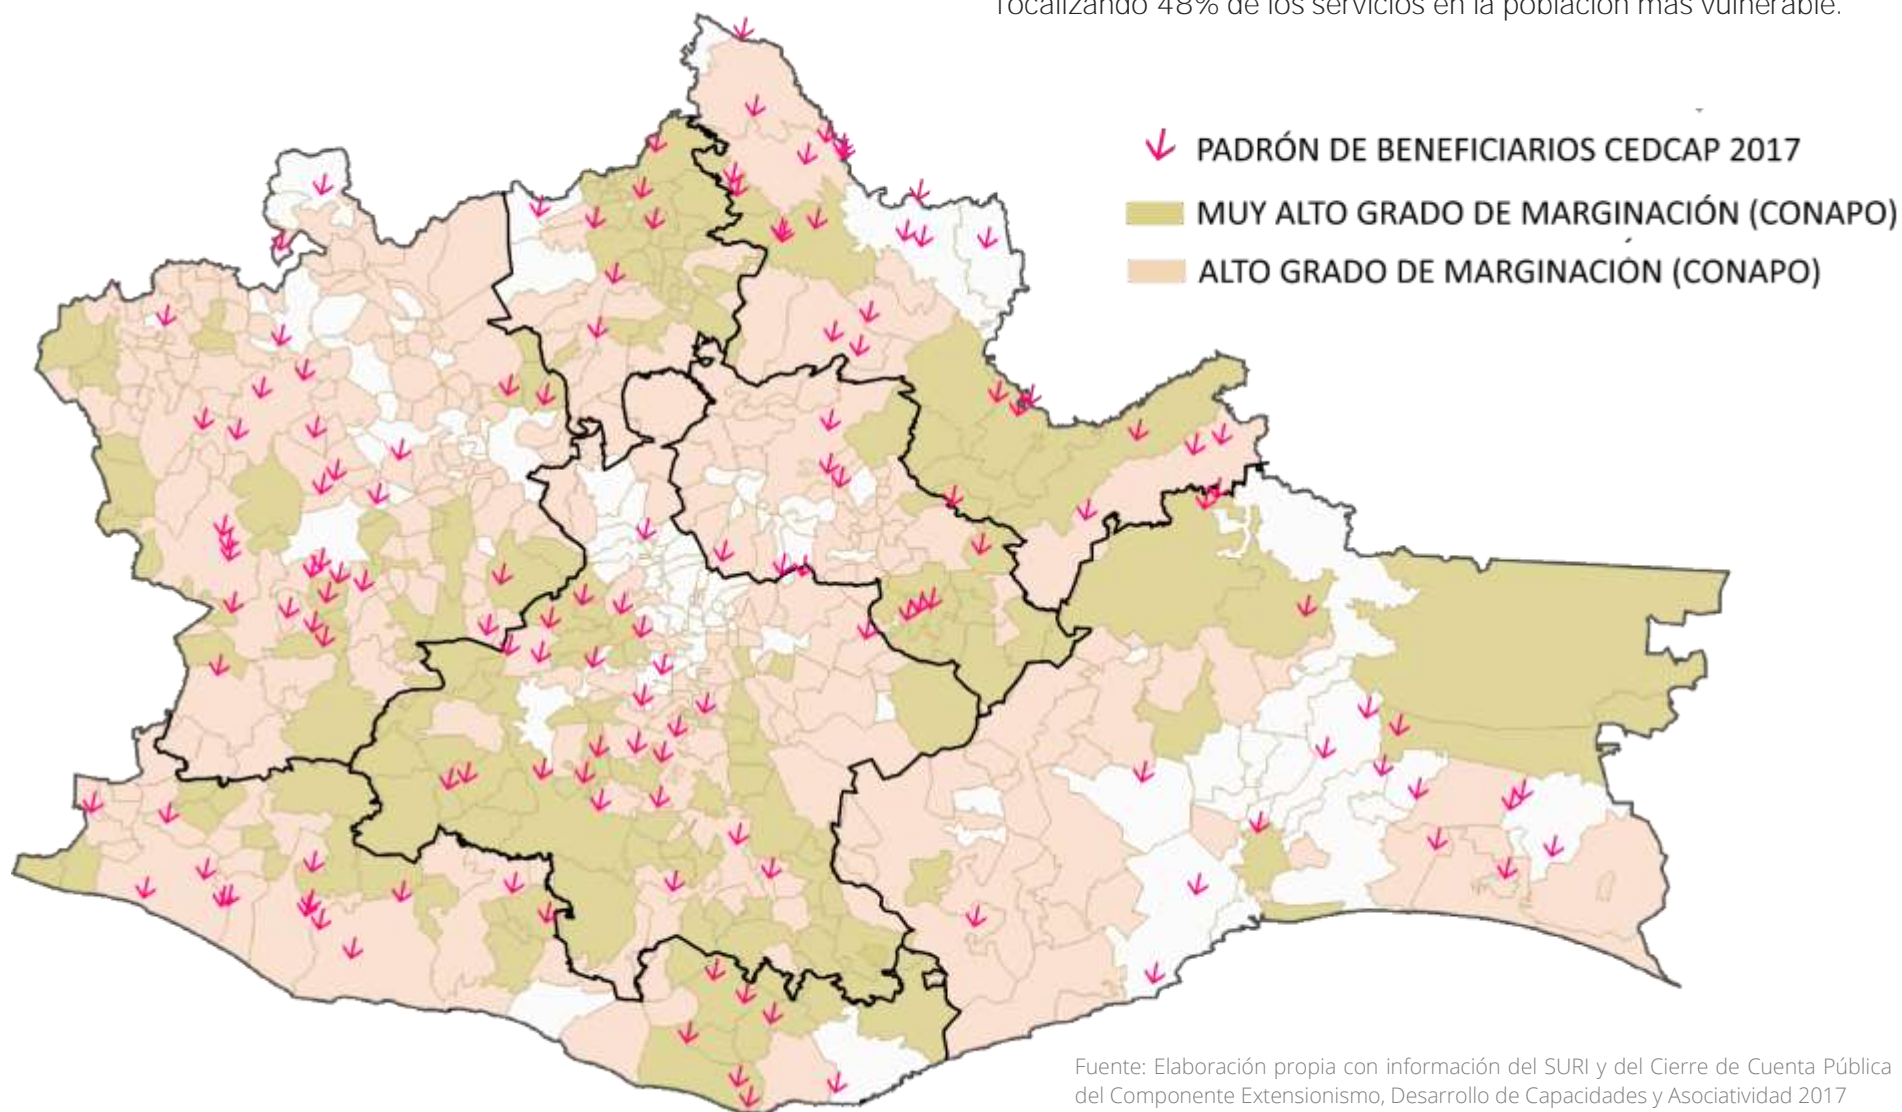 focalizando 48% de los servicios en la población más vulnerable.
PADRÓN DE BENEFICIARIOS CEDCAP 2017
MUY ALTO GRADO DE MARGINACIÓN (CONAPO)
ALTO GRADO DE MARGINACIÓN (CONAPO)
Fuente: Elaboración propia con información del SURI y del Cierre de Cuenta Pública
del Componente Extensionismo, Desarrollo de Capacidades y Asociatividad 2017